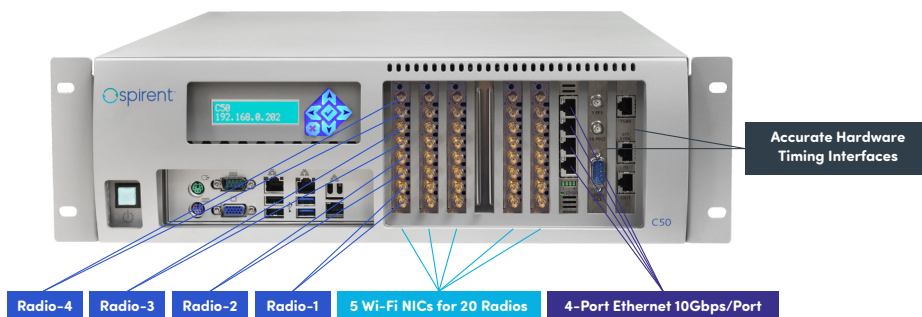 spirent
C50
192.168.0.202
C50
Accurate Hardware
Timing Interfaces
Radio-4
Radio-3
Radio-2
Radio-1
5 Wi-Fi NICs for 20 Radios
4-Port Ethernet 10Gbps/Port